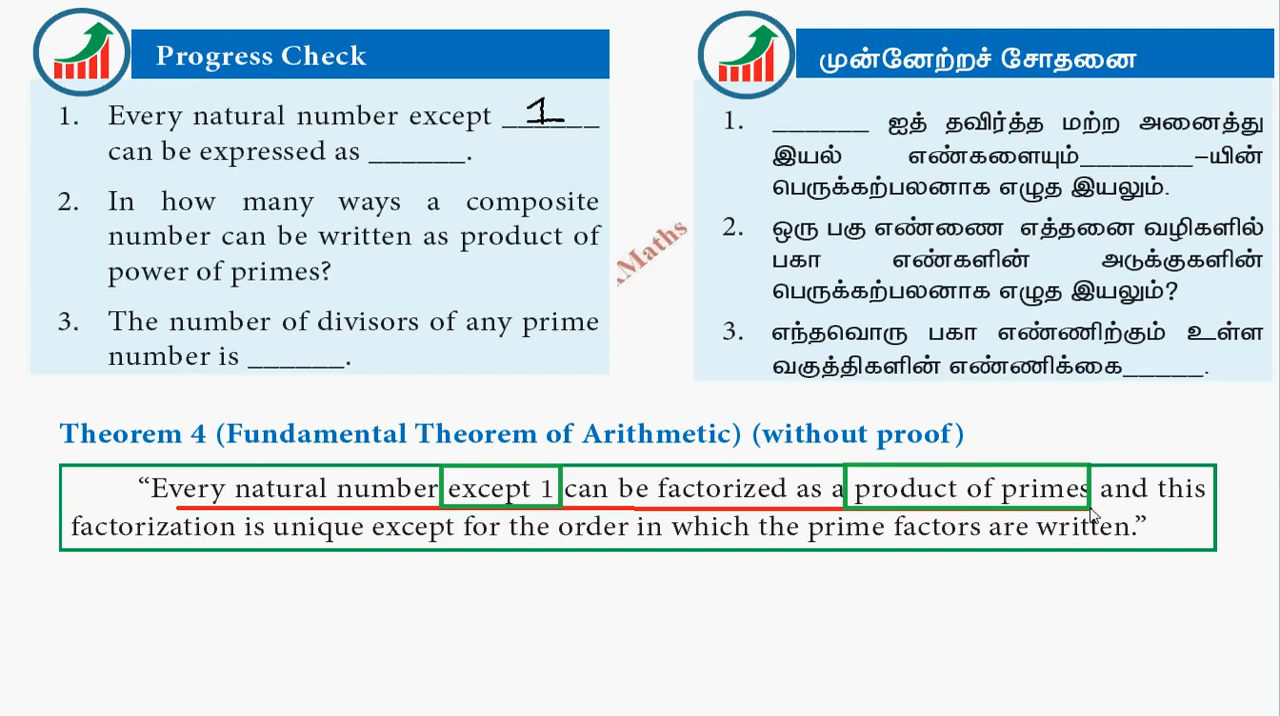 Progress Check
1. Every natural number except __1__
can be expressed as ______.
2. In how many ways a composite
number can be written as product of
power of primes?
3. The number of divisors of any prime
number is ______.
முன்னேற்றச் சோதனை
1. ______ ஐத் தவிர்த்த மற்ற அனைத்து
இயல் எண்களையும்_______–யின்
பெருக்கற்பலனாக எழுத இயலும்.
2. ஒரு பகு எண்ணை எத்தனை வழிகளில்
பகா எண்களின் அடுக்குகளின்
பெருக்கற்பலனாக எழுத இயலும்?
3. எந்தவொரு பகா எண்ணிற்கும் உள்ள
வகுத்திகளின் எண்ணிக்கை_____.
Maths
Theorem 4 (Fundamental Theorem of Arithmetic) (without proof)
“Every natural number except 1 can be factorized as a product of primes and this
factorization is unique except for the order in which the prime factors are written.”